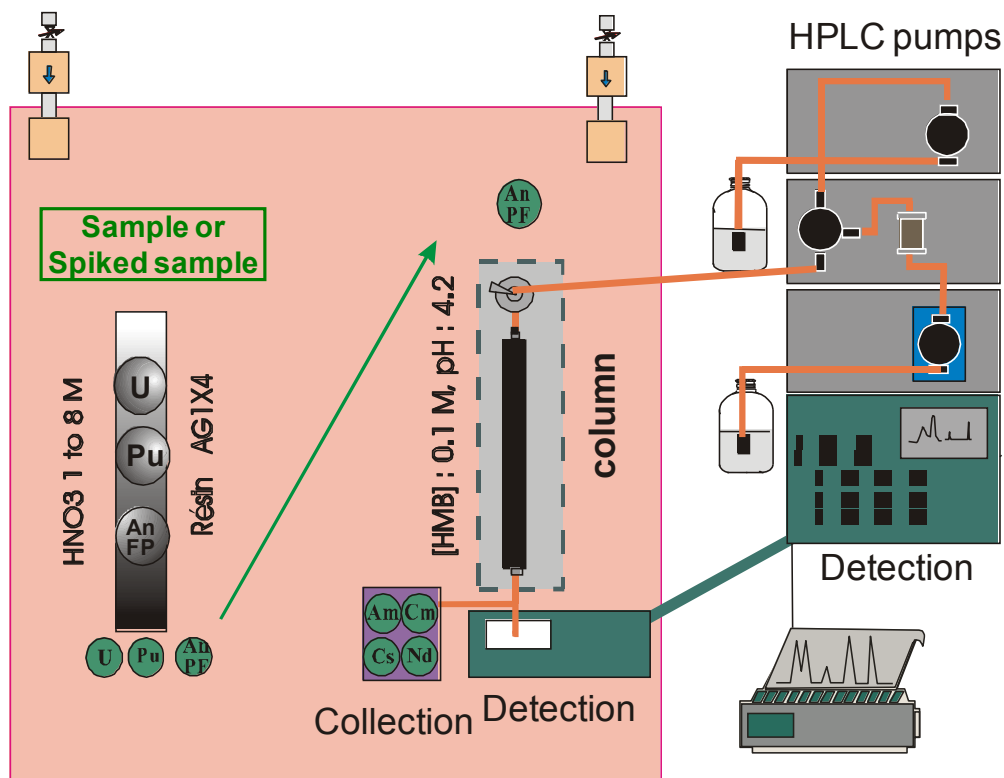 HPLC pumps
An
PF
Sample or
Spiked sample
HNO3 1 to 8 M
U
Pu
An
FP
Résin AG1X4
[HMB] : 0.1 M, pH : 4.2
column
U
Pu
An
PF
Am
Cm
Cs
Nd
Collection
Detection
Detection